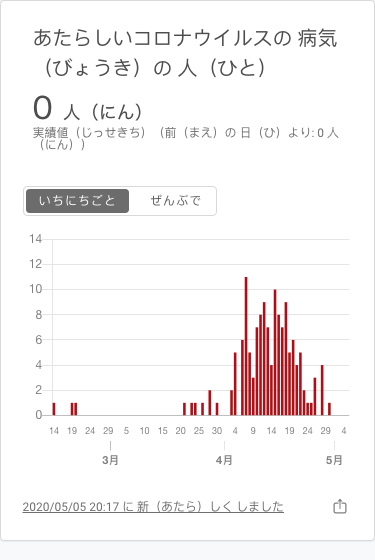 あたらしいコロナウイルスの 病気
（びょうき）の 人（ひと）
0 人（にん）
実績値（じっせきち）（前（まえ）の 日（ひ）より: 0 人
（にん））
いちにちごと ぜんぶで
14
12
10
8
6
4
2
0
14 19 24 29 5 10 15 20 25 30 4 9 14 19 24 29 4
3月 4月 5月
2020/05/05 20:17 に 新（あたら）しく しました